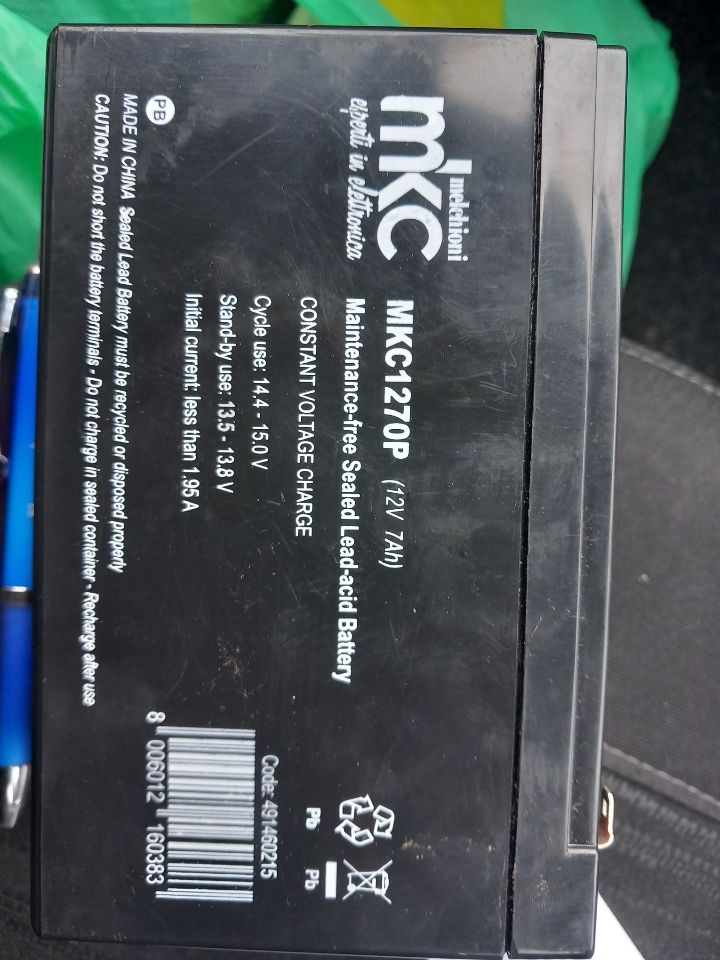 melchioni
mkc
esperti in elettronica
MKC1270P (12V 7Ah)
Maintenance-free Sealed Lead-acid Battery
CONSTANT VOLTAGE CHARGE
Cycle use: 14.4 - 15.0 V
Stand-by use: 13.5 - 13.8 V
Initial current: less than 1.95 A
Pb Pb
Code: 491460215
8 006012 160383
PB
MADE IN CHINA Sealed Lead Battery must be recycled or disposed properly
CAUTION: Do not short the battery terminals - Do not charge in sealed container - Recharge after use